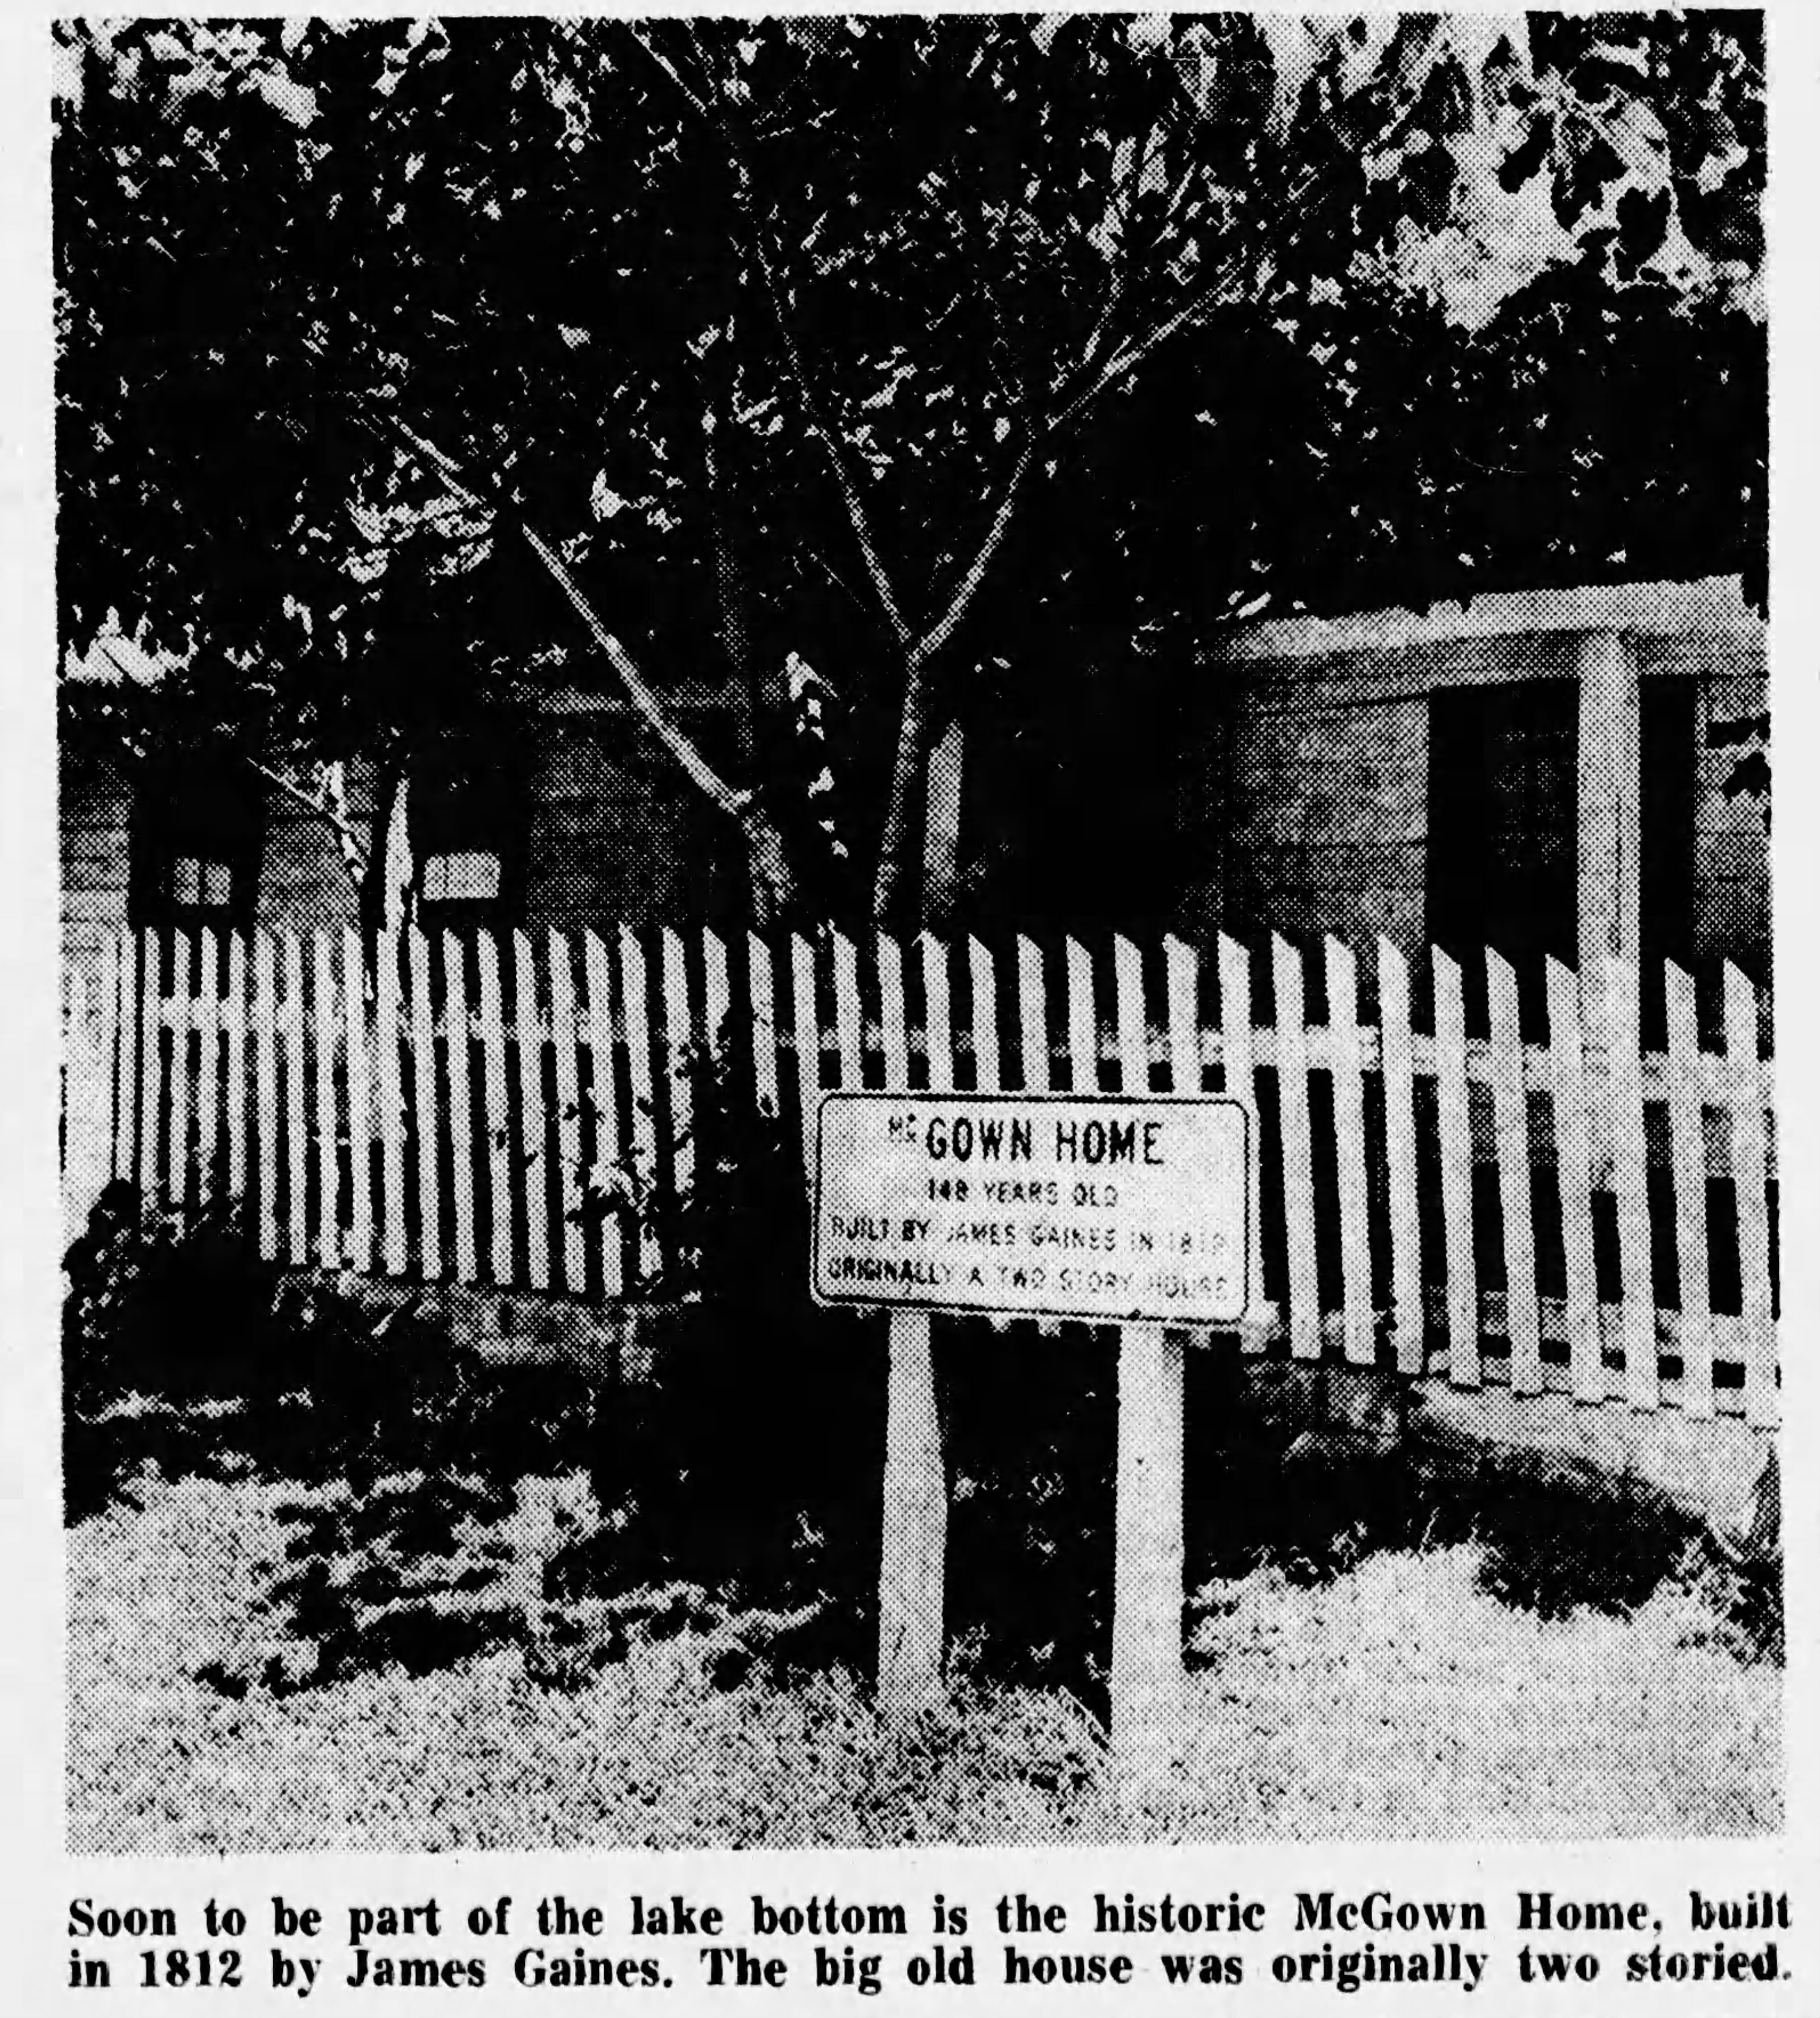 Mc GOWN HOME
148 YEARS OLD
BUILT BY JAMES GAINES IN
ORIGINALLY A TWO STORY HOUSE
Soon to be part of the lake bottom is the historic McGown Home, built
in 1812 by James Gaines. The big old house was originally two storied.